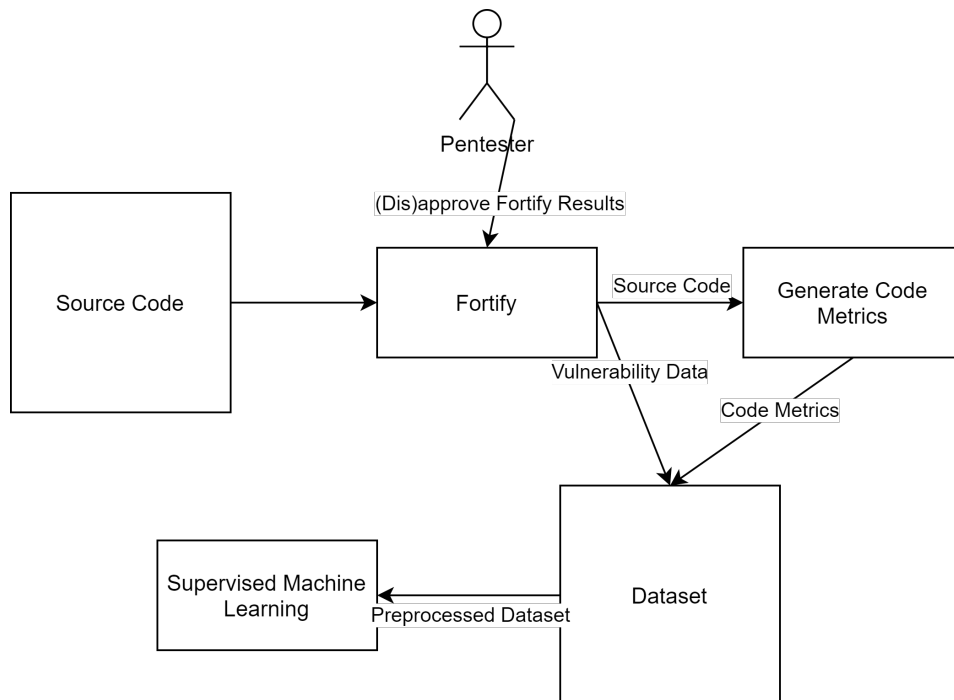 Pentester
(Dis)approve Fortify Results
Source Code
Fortify
Source Code
Generate Code
Metrics
Vulnerability Data
Code Metrics
Supervised Machine
Learning
Preprocessed Dataset
Dataset